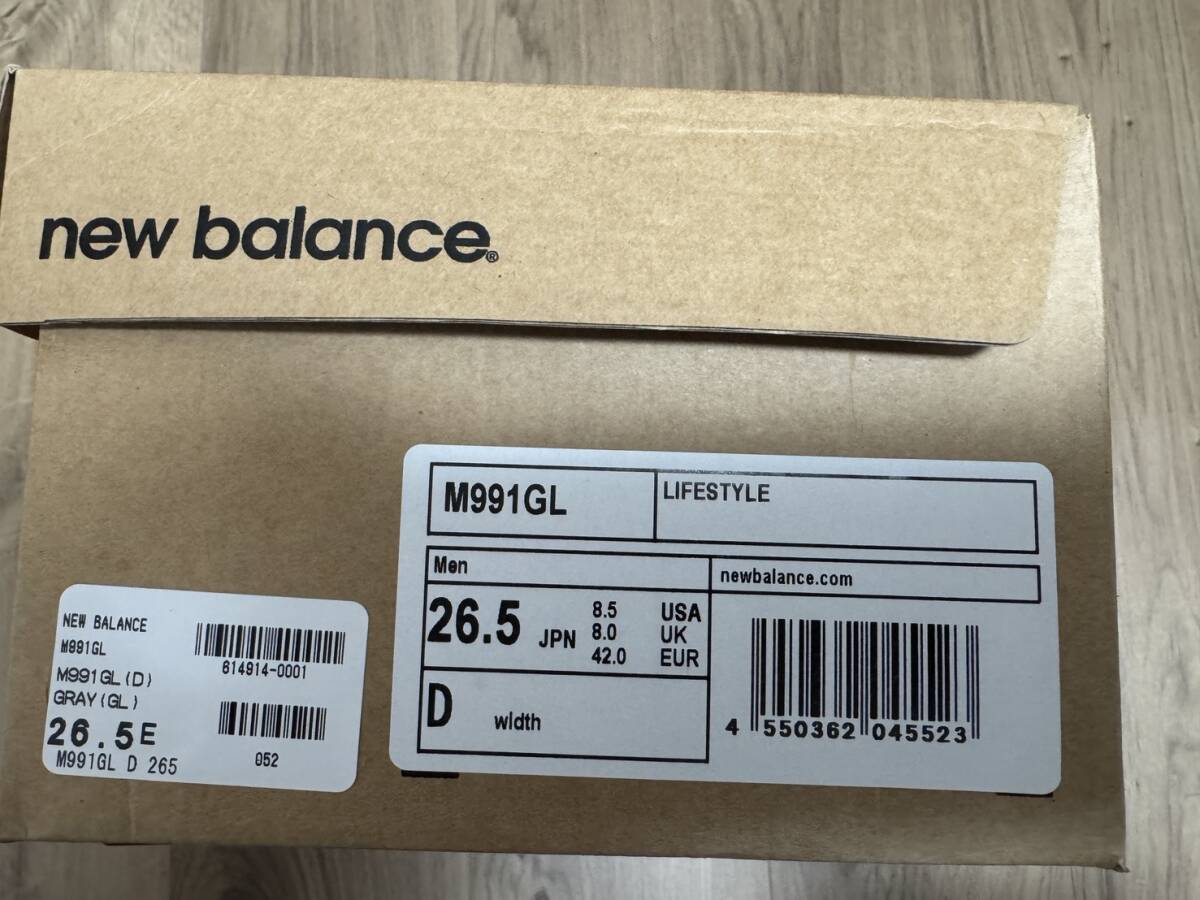 new balance®
M991GL
LIFESTYLE
Men
newbalance.com
26.5 JPN
8.5 USA
8.0 UK
42.0 EUR
D width
4 550362 045523
NEW BALANCE
M991GL
M991GL(D)
GRAY(GL)
26.5E
M991GL D 265
614914-0001
052